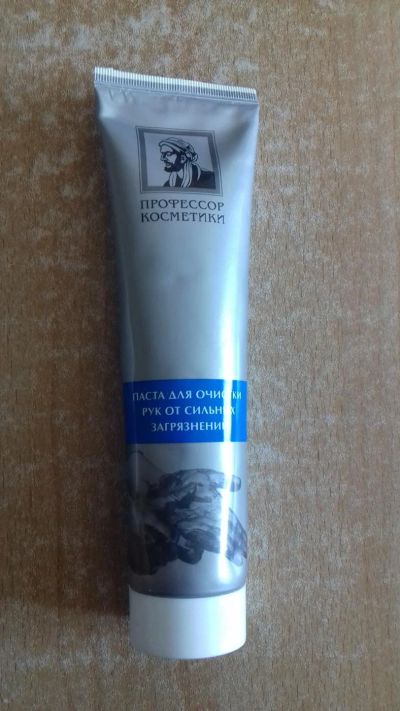 ПРОФЕССОР
КОСМЕТИКИ
ПАСТА ДЛЯ ОЧИСТКИ
РУК ОТ СИЛЬНЫХ
ЗАГРЯЗНЕНИЙ